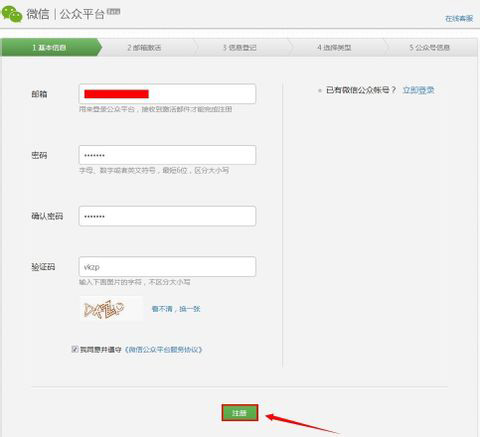 微信 | 公众平台 Beta
在线客服
1 基本信息 2 邮箱激活 3 信息登记 4 选择类型 5 公众号信息
邮箱
用来登录公众平台，接收到激活邮件才能完成注册
已有微信公众帐号？ 立即登录
密码 •••••••
字母、数字或者英文符号，最短6位，区分大小写
确认密码 •••••••
验证码 vkzp
输入下面图片的字符，不区分大小写
看不清，换一张
我同意并遵守《微信公众平台服务协议》
注册